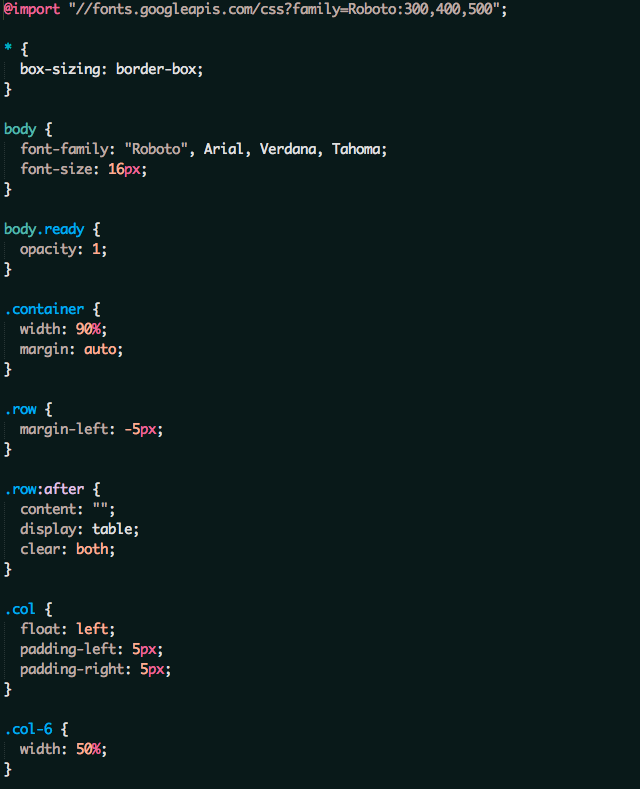 @import "//fonts.googleapis.com/css?family=Roboto:300,400,500";
* {
box-sizing: border-box;
}
body {
font-family: "Roboto", Arial, Verdana, Tahoma;
font-size: 16px;
}
body.ready {
opacity: 1;
}
.container {
width: 90%;
margin: auto;
}
.row {
margin-left: -5px;
}
.row:after {
content: "";
display: table;
clear: both;
}
.col {
float: left;
padding-left: 5px;
padding-right: 5px;
}
.col-6 {
width: 50%;
}